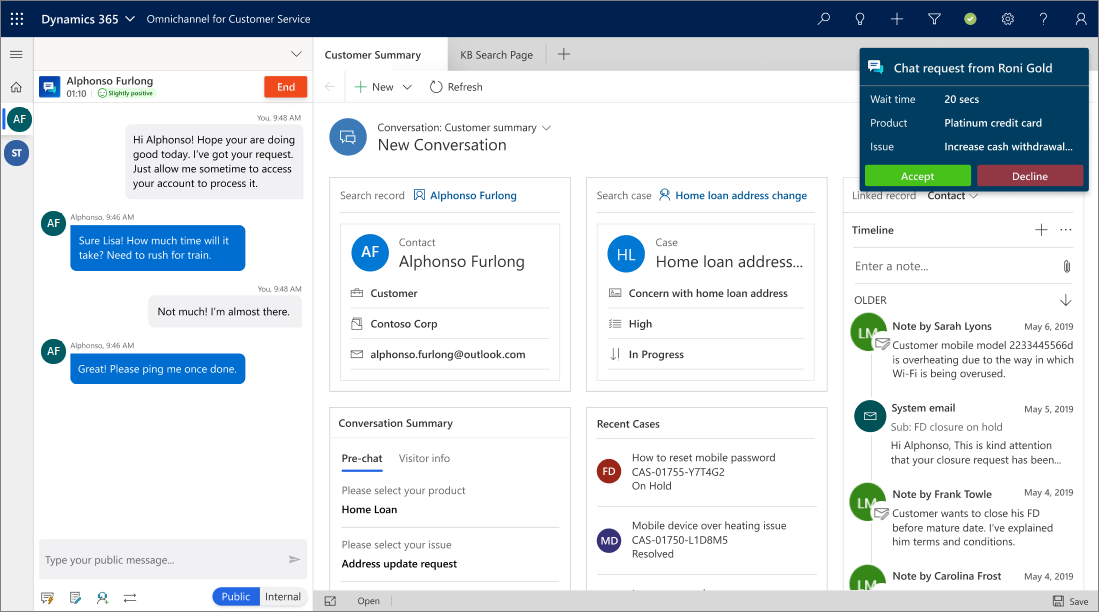 Dynamics 365
Omnichannel for Customer Service
Customer Summary
KB Search Page
Alphonso Furlong
01:10
Slightly positive
End
New
Refresh
Chat request from Roni Gold
Wait time
20 secs
Product
Platinum credit card
Issue
Increase cash withdrawal...
Accept
Decline
AF
ST
You, 9:48 AM
Hi Alphonso! Hope your are doing
good today. I've got your request.
Just allow me sometime to access
your account to process it.
Alphonso, 9:46 AM
AF
Sure Lisa! How much time will it
take? Need to rush for train.
You, 9:48 AM
Not much! I'm almost there.
Alphonso, 9:46 AM
AF
Great! Please ping me once done.
Type your public message...
Public
Internal
Conversation: Customer summary
New Conversation
Search record
Alphonso Furlong
AF
Contact
Alphonso Furlong
Customer
Contoso Corp
alphonso.furlong@outlook.com
Search case
Home loan address change
HL
Case
Home loan address...
Concern with home loan address
High
In Progress
Conversation Summary
Pre-chat
Visitor info
Please select your product
Home Loan
Please select your issue
Address update request
Recent Cases
FD
How to reset mobile password
CAS-01755-Y7T4G2
On Hold
MD
Mobile device over heating issue
CAS-01750-L1D8M5
Resolved
Linked record
Contact
Timeline
Enter a note...
OLDER
LM
Note by Sarah Lyons
May 6, 2019
Customer mobile model 2233445566d
is overheating due to the way in which
Wi-Fi is being overused.
System email
May 5, 2019
Sub: FD closure on hold
Hi Alphonso, This is kind attention
that your closure request has been...
LM
Note by Frank Towle
May 4, 2019
Customer wants to close his FD
before mature date. I've explained
him terms and conditions.
LM
Note by Carolina Frost
May 4, 2019
Open
Save